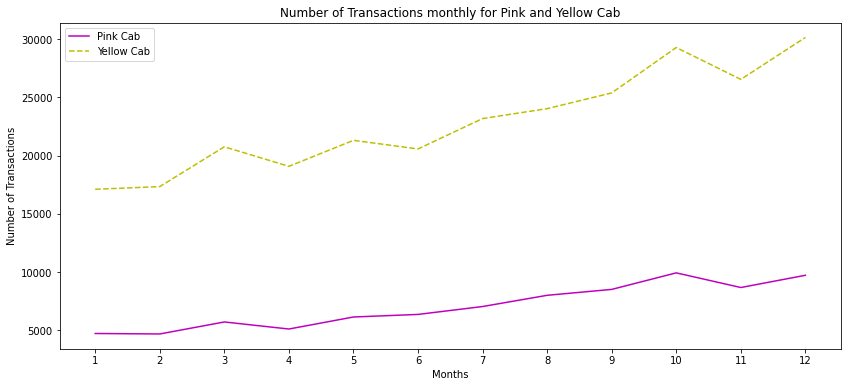 Number of Transactions monthly for Pink and Yellow Cab
Pink Cab
Yellow Cab
Number of Transactions
30000
25000
20000
15000
10000
5000
1 2 3 4 5 6 7 8 9 10 11 12
Months